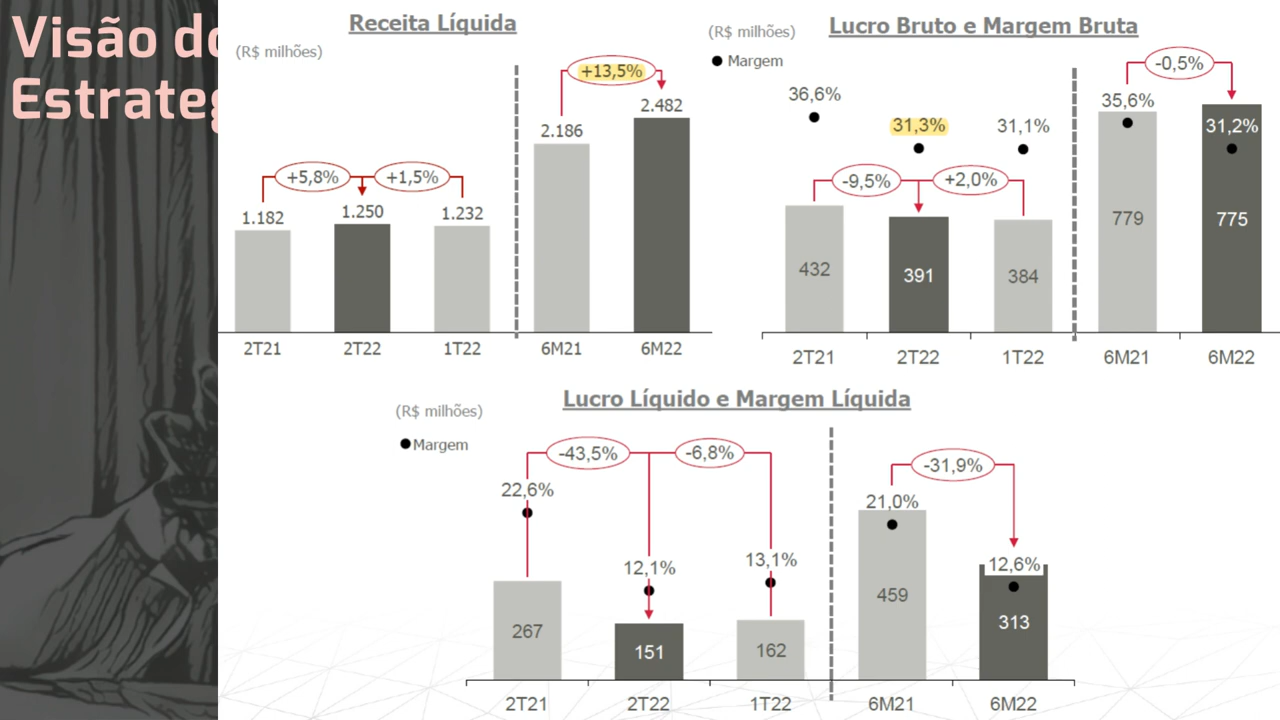 Visão do
Estrateg
Receita Líquida
(R$ milhões)
+13,5%
2.482
2.186
+5,8%
+1,5%
1.182
1.250
1.232
2T21
2T22
1T22
6M21
6M22
Lucro Bruto e Margem Bruta
(R$ milhões)
Margem
-0,5%
36,6%
31,3%
31,1%
35,6%
31,2%
-9,5%
+2,0%
432
391
384
779
775
2T21
2T22
1T22
6M21
6M22
Lucro Líquido e Margem Líquida
(R$ milhões)
Margem
-43,5%
-6,8%
-31,9%
22,6%
12,1%
13,1%
21,0%
12,6%
267
151
162
459
313
2T21
2T22
1T22
6M21
6M22